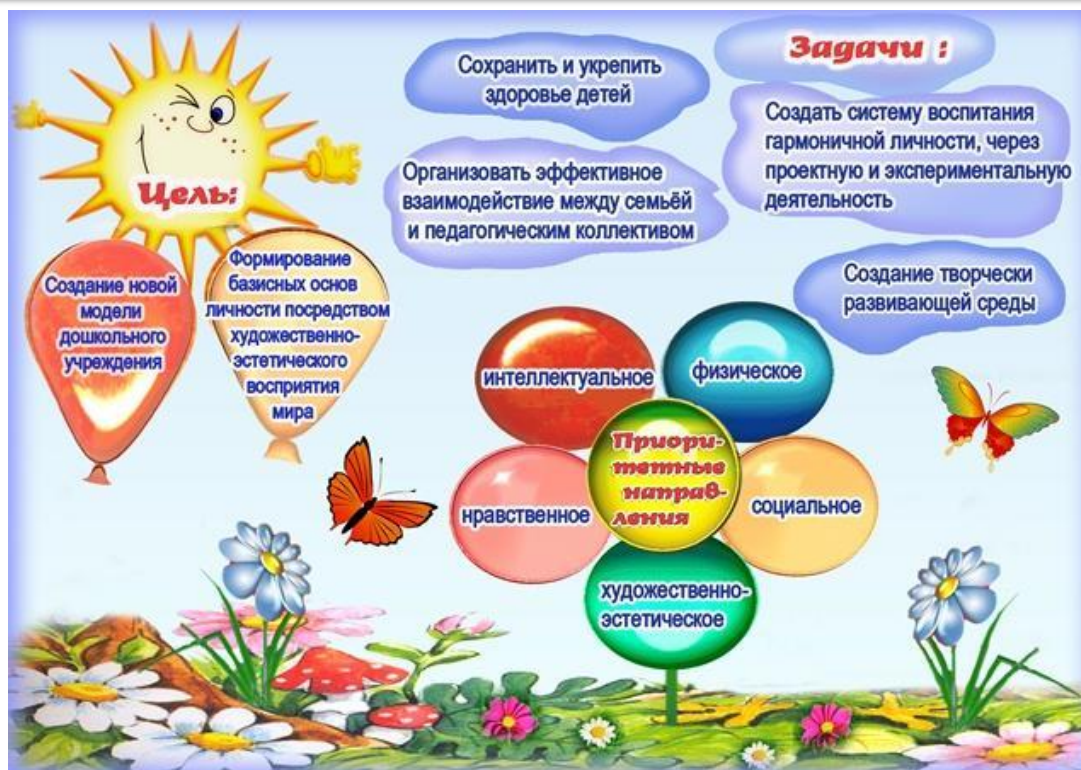 Цель:
Создание новой
модели
дошкольного
учреждения
Формирование
базисных основ
личности посредством
художественно-
эстетического
восприятия
мира
Задачи :
Сохранить и укрепить
здоровье детей
Создать систему воспитания
гармоничной личности, через
проектную и экспериментальную
деятельность
Организовать эффективное
взаимодействие между семьёй
и педагогическим коллективом
Создание творчески
развивающей среды
Приори-
тетные
направ-
ления
интеллектуальное
физическое
нравственное
социальное
художественно-
эстетическое